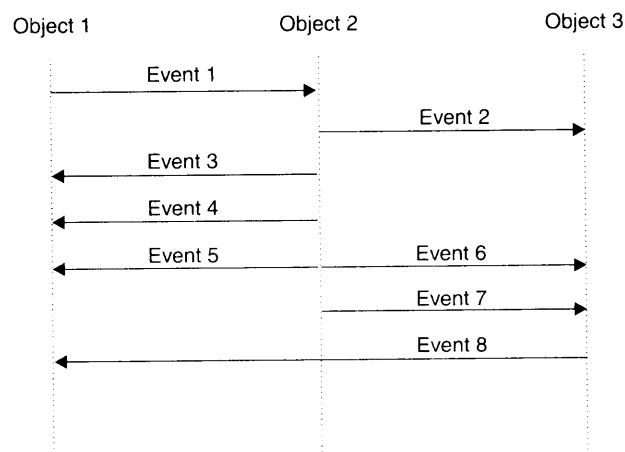 Object 1
Object 2
Object 3
Event 1
Event 2
Event 3
Event 4
Event 5
Event 6
Event 7
Event 8